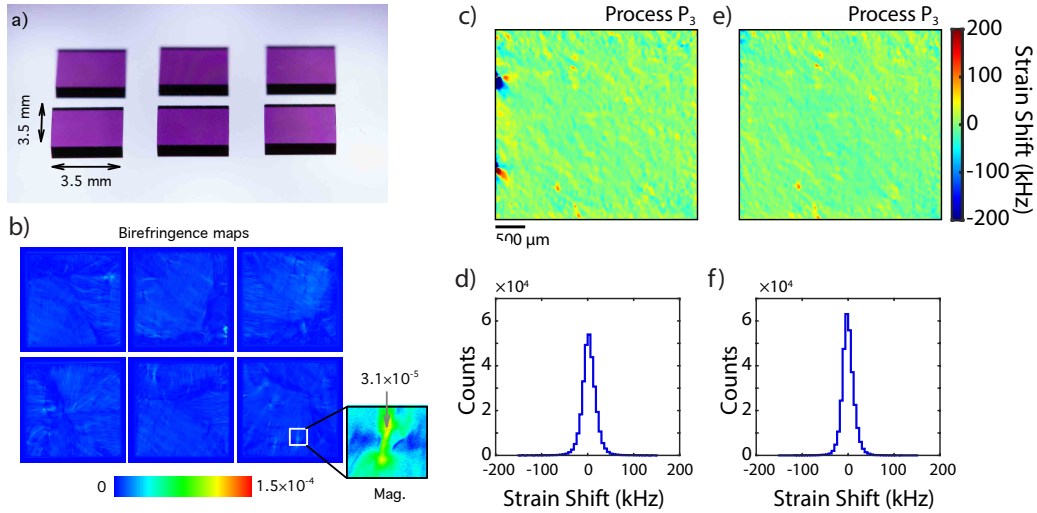 a)
3.5 mm
3.5 mm
b)
Birefringence maps
3.1×10⁻⁵
Mag.
0
1.5×10⁻⁴
c)
Process P₃
500 μm
e)
Process P₃
200
100
0
-100
-200
Strain Shift (kHz)
d)
×10⁴
6
4
2
0
Counts
-200
-100
0
100
200
Strain Shift (kHz)
f)
×10⁴
6
4
2
0
Counts
-200
-100
0
100
200
Strain Shift (kHz)